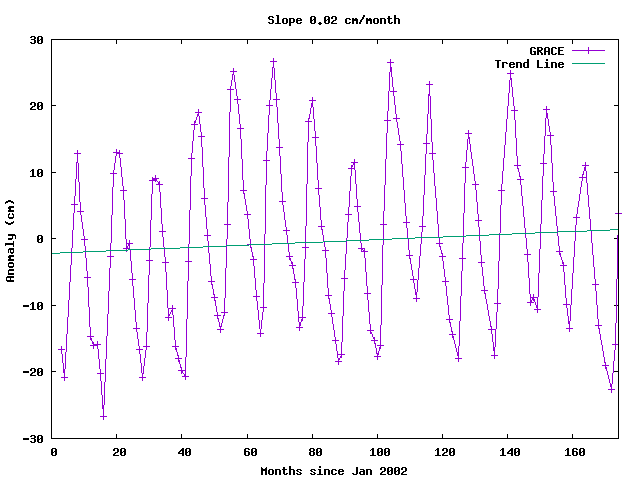 Slope 0.02 cm/month
GRACE
Trend Line
30
20
10
0
-10
-20
-30
Anomaly (cm)
0 20 40 60 80 100 120 140 160
Months since Jan 2002